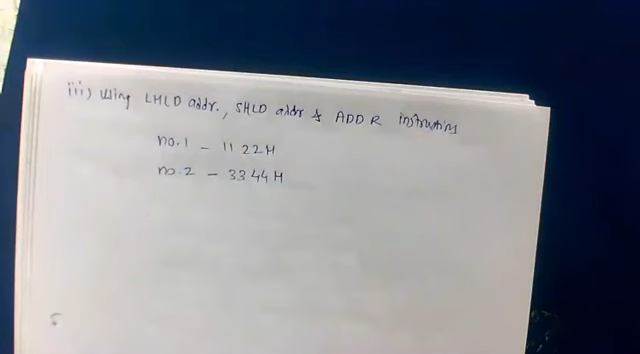 iii) Using LHLD addr., SHLD addr & ADD R instructions
no.1 - 1122H
no.2 - 3344H